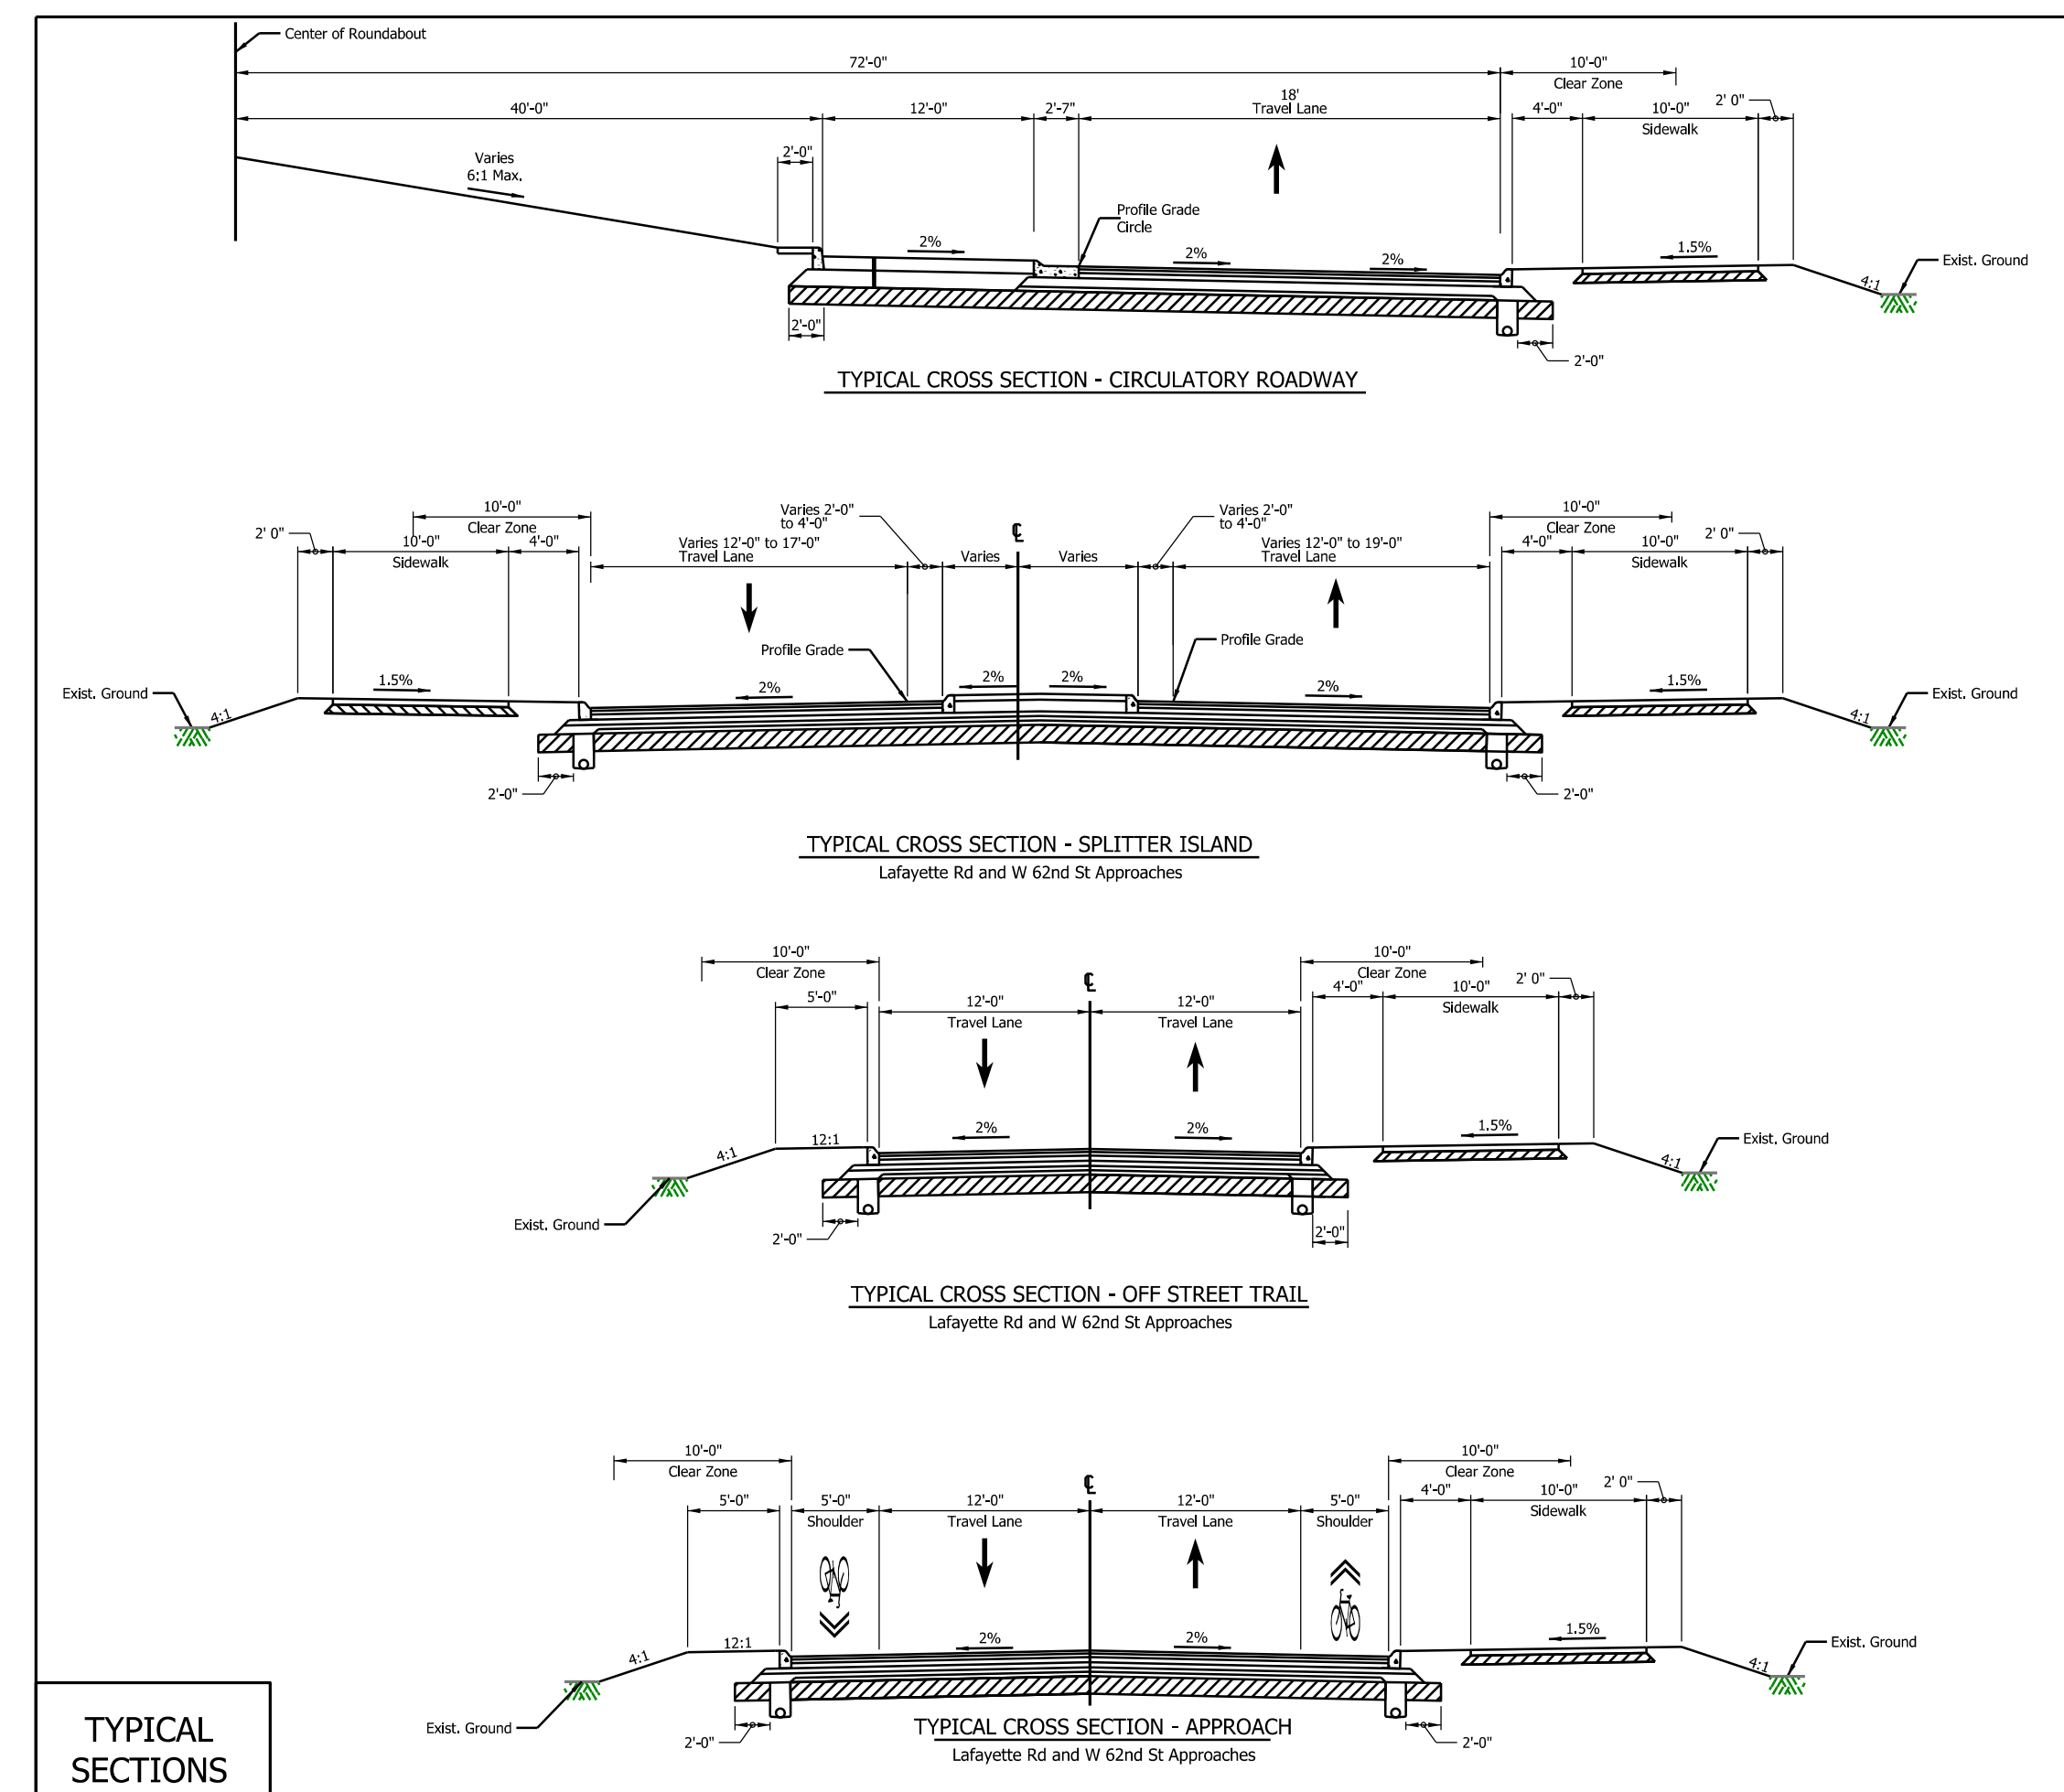 Center of Roundabout
72'-0"
10'-0"
Clear Zone
40'-0"
12'-0"
2'-7"
18'
Travel Lane
4'-0"
10'-0"
Sidewalk
2' 0"
2'-0"
Varies
6:1 Max.
Profile Grade
Circle
2%
2%
2%
1.5%
4:1
Exist. Ground
2'-0"
2'-0"
TYPICAL CROSS SECTION - CIRCULATORY ROADWAY
10'-0"
Clear Zone
2' 0"
10'-0"
Sidewalk
4'-0"
Varies 12'-0" to 17'-0"
Travel Lane
Varies 2'-0"
to 4'-0"
Varies
℄
Varies
Varies 2'-0"
to 4'-0"
Varies 12'-0" to 19'-0"
Travel Lane
10'-0"
Clear Zone
4'-0"
10'-0"
Sidewalk
2' 0"
Profile Grade
Profile Grade
Exist. Ground
4:1
1.5%
2%
2%
2%
2%
1.5%
4:1
Exist. Ground
2'-0"
2'-0"
TYPICAL CROSS SECTION - SPLITTER ISLAND
Lafayette Rd and W 62nd St Approaches
10'-0"
Clear Zone
5'-0"
12'-0"
Travel Lane
℄
12'-0"
Travel Lane
10'-0"
Clear Zone
4'-0"
10'-0"
Sidewalk
2' 0"
4:1
12:1
2%
2%
1.5%
4:1
Exist. Ground
Exist. Ground
2'-0"
2'-0"
TYPICAL CROSS SECTION - OFF STREET TRAIL
Lafayette Rd and W 62nd St Approaches
10'-0"
Clear Zone
5'-0"
5'-0"
Shoulder
12'-0"
Travel Lane
℄
12'-0"
Travel Lane
5'-0"
Shoulder
10'-0"
Clear Zone
4'-0"
10'-0"
Sidewalk
2' 0"
4:1
12:1
2%
2%
1.5%
4:1
Exist. Ground
Exist. Ground
2'-0"
2'-0"
TYPICAL CROSS SECTION - APPROACH
Lafayette Rd and W 62nd St Approaches
TYPICAL
SECTIONS